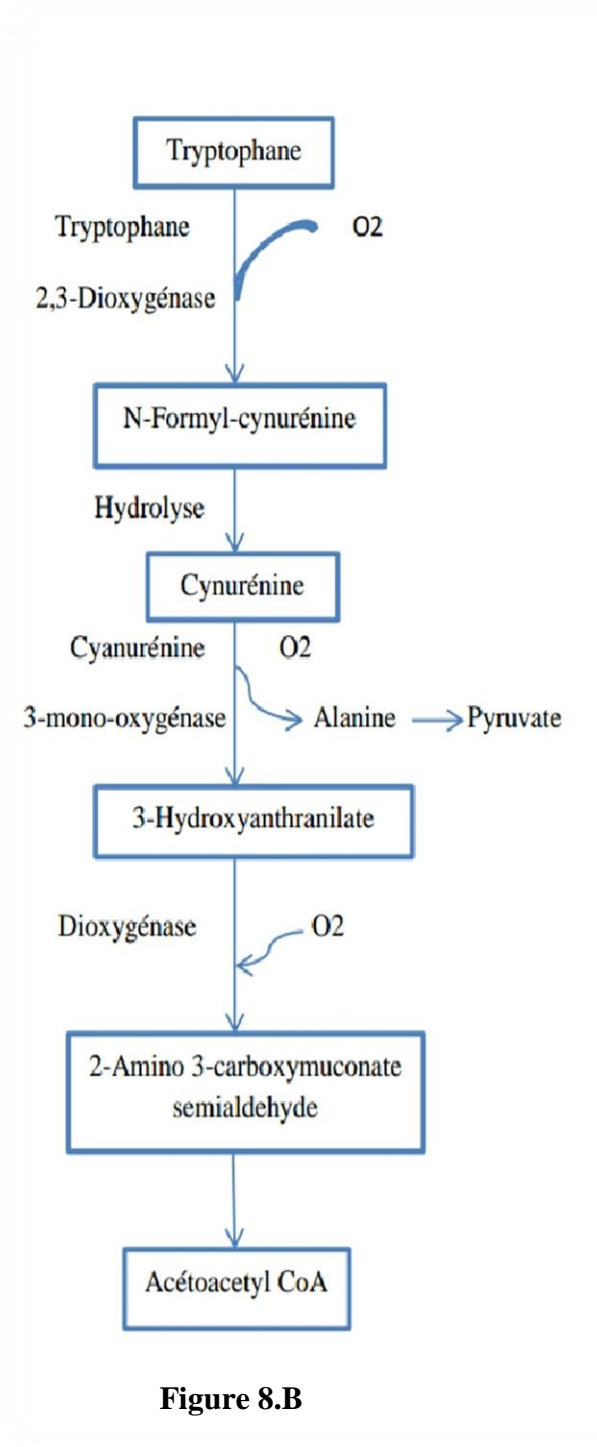 Tryptophane
Tryptophane O2
2,3-Dioxygénase
N-Formyl-cynurénine
Hydrolyse
Cynurénine
Cyanurénine O2
3-mono-oxygénase Alanine Pyruvate
3-Hydroxyanthranilate
Dioxygénase O2
2-Amino 3-carboxymuconate
semialdehyde
Acétoacetyl CoA
Figure 8.B